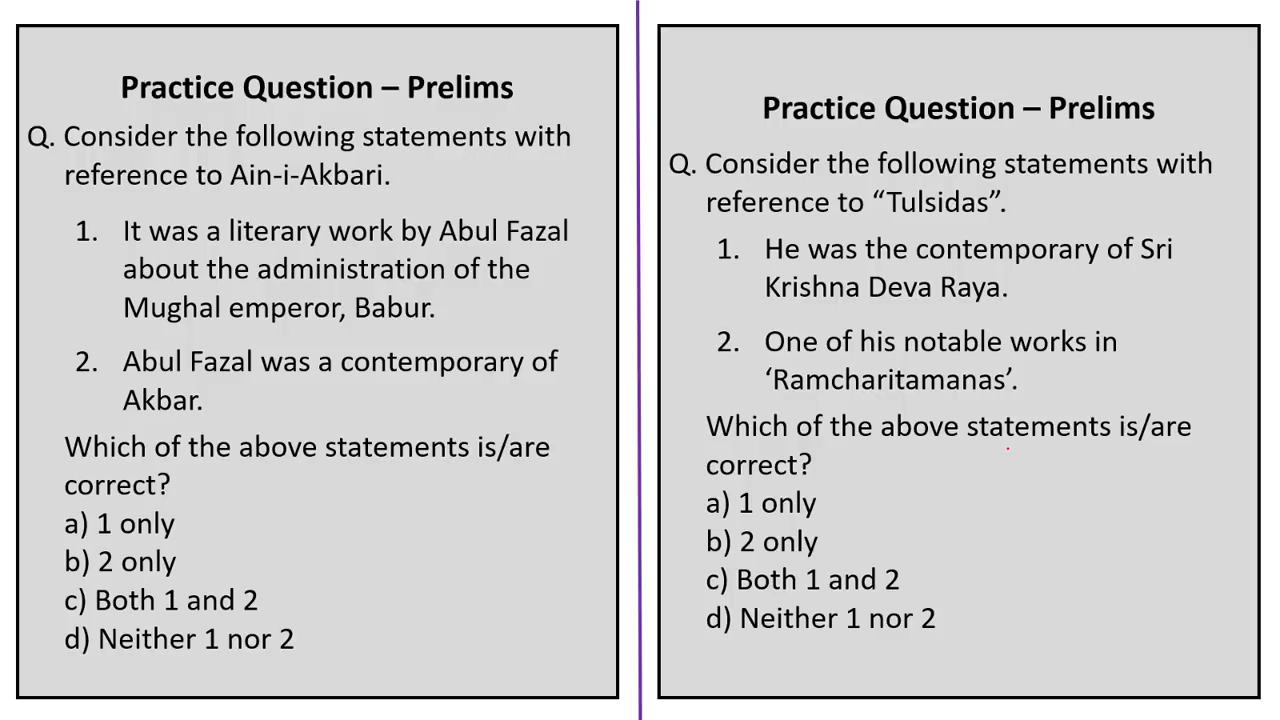 Practice Question – Prelims
Q. Consider the following statements with
reference to Ain-i-Akbari.
1. It was a literary work by Abul Fazal
about the administration of the
Mughal emperor, Babur.
2. Abul Fazal was a contemporary of
Akbar.
Which of the above statements is/are
correct?
a) 1 only
b) 2 only
c) Both 1 and 2
d) Neither 1 nor 2
Practice Question – Prelims
Q. Consider the following statements with
reference to “Tulsidas”.
1. He was the contemporary of Sri
Krishna Deva Raya.
2. One of his notable works in
‘Ramcharitamanas’.
Which of the above statements is/are
correct?
a) 1 only
b) 2 only
c) Both 1 and 2
d) Neither 1 nor 2